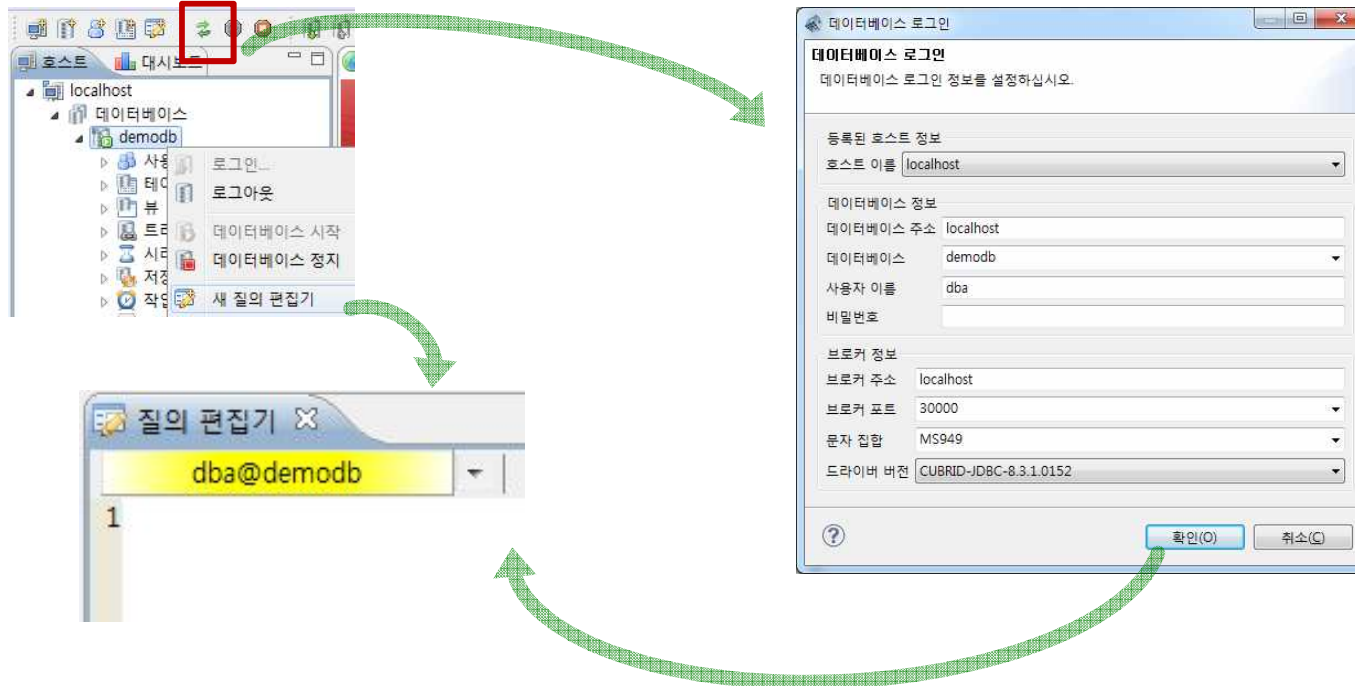 호스트
대시보드
localhost
데이터베이스
demodb
뷰
로그인...
로그아웃
데이터베이스 시작
데이터베이스 정지
새 질의 편집기
질의 편집기
dba@demodb
1
데이터베이스 로그인
데이터베이스 로그인
데이터베이스 로그인 정보를 설정하십시오.
등록된 호스트 정보
호스트 이름 localhost
데이터베이스 정보
데이터베이스 주소 localhost
데이터베이스 demodb
사용자 이름 dba
비밀번호
브로커 정보
브로커 주소 localhost
브로커 포트 30000
문자 집합 MS949
드라이버 버전 CUBRID-JDBC-8.3.1.0152
확인(O) 취소(C)